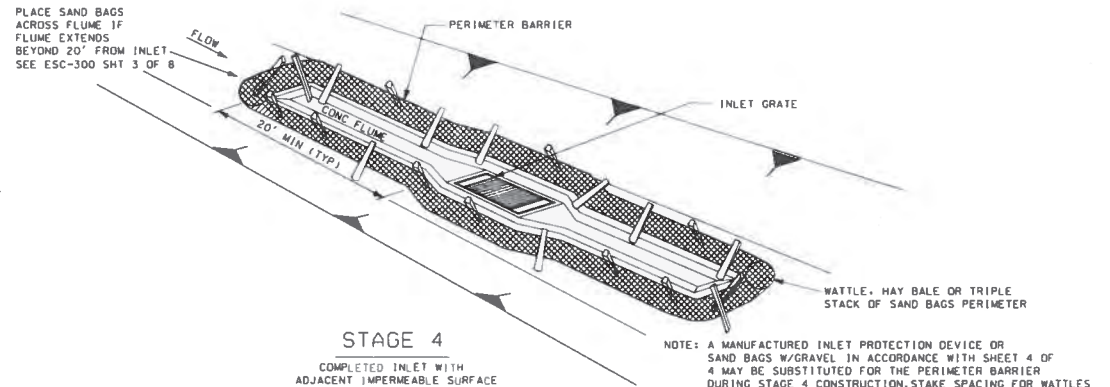 PLACE SAND BAGS
ACROSS FLUME IF
FLUME EXTENDS
BEYOND 20' FROM INLET
SEE ESC-300 SHT 3 OF 8
FLOW
PERIMETER BARRIER
INLET GRATE
CONC FLUME
20' MIN (TYP)
WATTLE, HAY BALE OR TRIPLE
STACK OF SAND BAGS PERIMETER
STAGE 4
COMPLETED INLET WITH
ADJACENT IMPERMEABLE SURFACE
NOTE: A MANUFACTURED INLET PROTECTION DEVICE OR
SAND BAGS W/GRAVEL IN ACCORDANCE WITH SHEET 4 OF
4 MAY BE SUBSTITUTED FOR THE PERIMETER BARRIER
DURING STAGE 4 CONSTRUCTION. STAKE SPACING FOR WATTLES